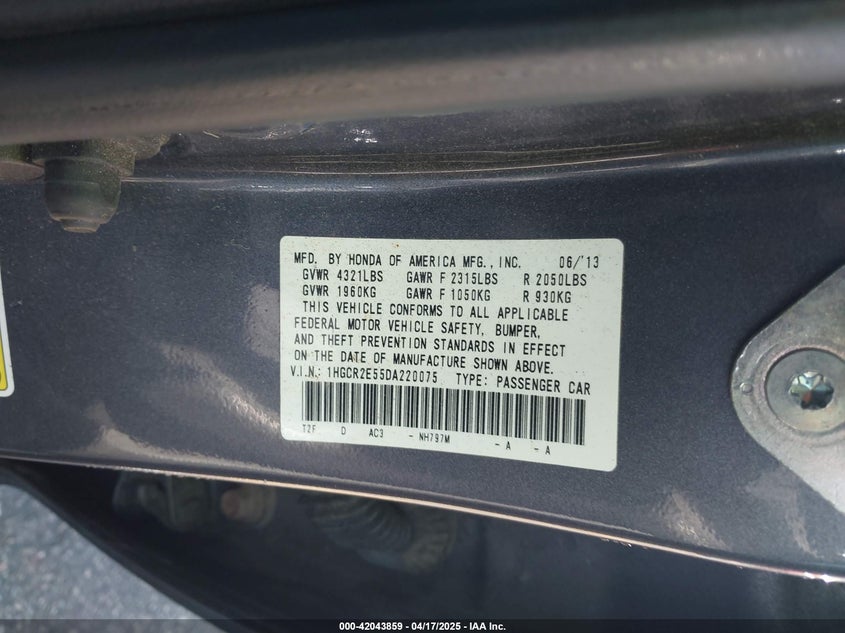 MFD. BY HONDA OF AMERICA MFG., INC. 06/'13
GVWR 4321LBS GAWR F 2315LBS R 2050LBS
GVWR 1960KG GAWR F 1050KG R 930KG
THIS VEHICLE CONFORMS TO ALL APPLICABLE
FEDERAL MOTOR VEHICLE SAFETY, BUMPER,
AND THEFT PREVENTION STANDARDS IN EFFECT
ON THE DATE OF MANUFACTURE SHOWN ABOVE.
V.I.N.: 1HGCR2E55DA220075 TYPE: PASSENGER CAR
T2F D AC3 - NH797M - A - A
000-42043859 - 04/17/2025 - IAA Inc.